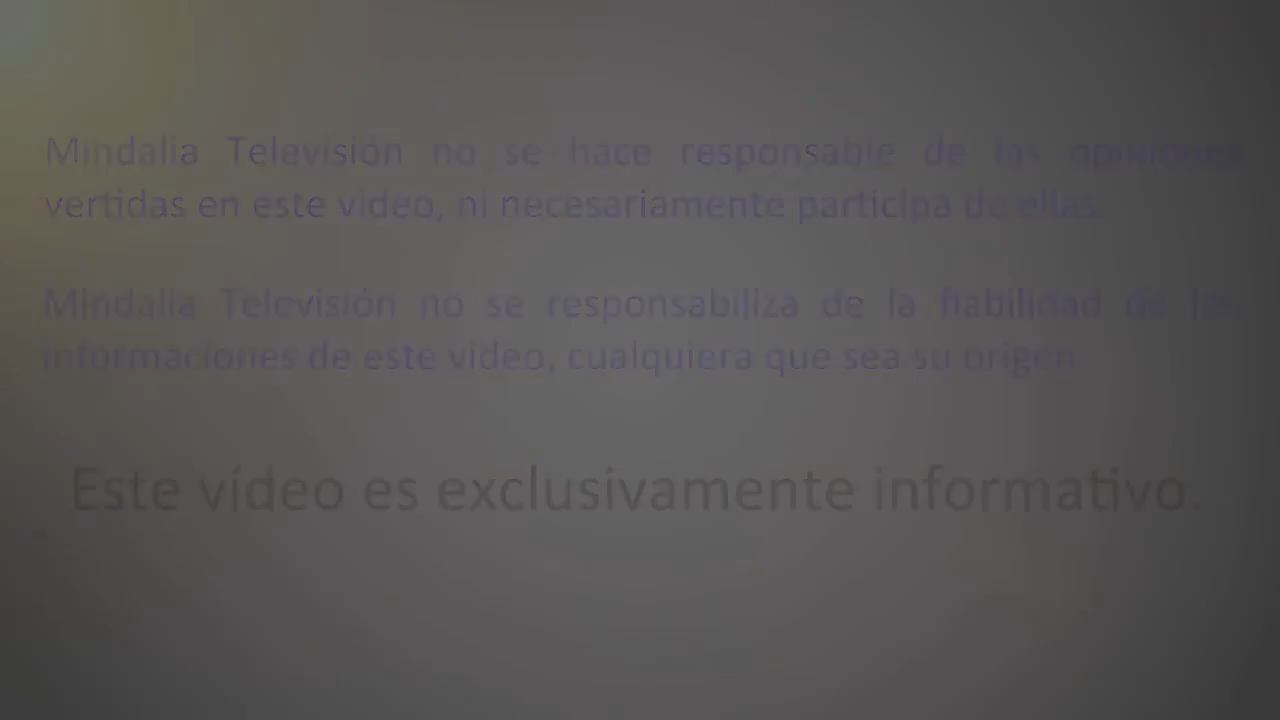 Mindalia Televisión no se hace responsable de las opiniones
vertidas en este video, ni necesariamente participa de ellas.
Mindalia Televisión no se responsabiliza de la fiabilidad de las
informaciones de este vídeo, cualquiera que sea su origen.
Este vídeo es exclusivamente informativo.